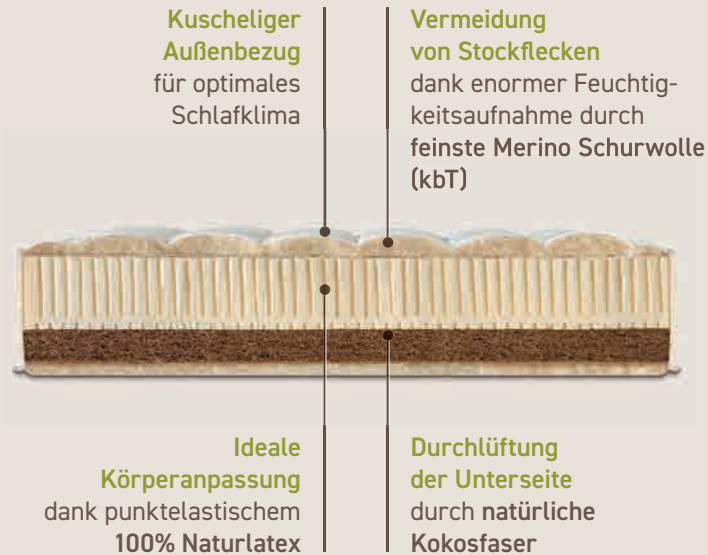 Kuscheliger
Außenbezug
für optimales
Schlafklima
Vermeidung
von Stockflecken
dank enormer Feuchtig-
keitsaufnahme durch
feinste Merino Schurwolle
(kbT)
Ideale
Körperanpassung
dank punktelastischem
100% Naturlatex
Durchlüftung
der Unterseite
durch natürliche
Kokosfaser